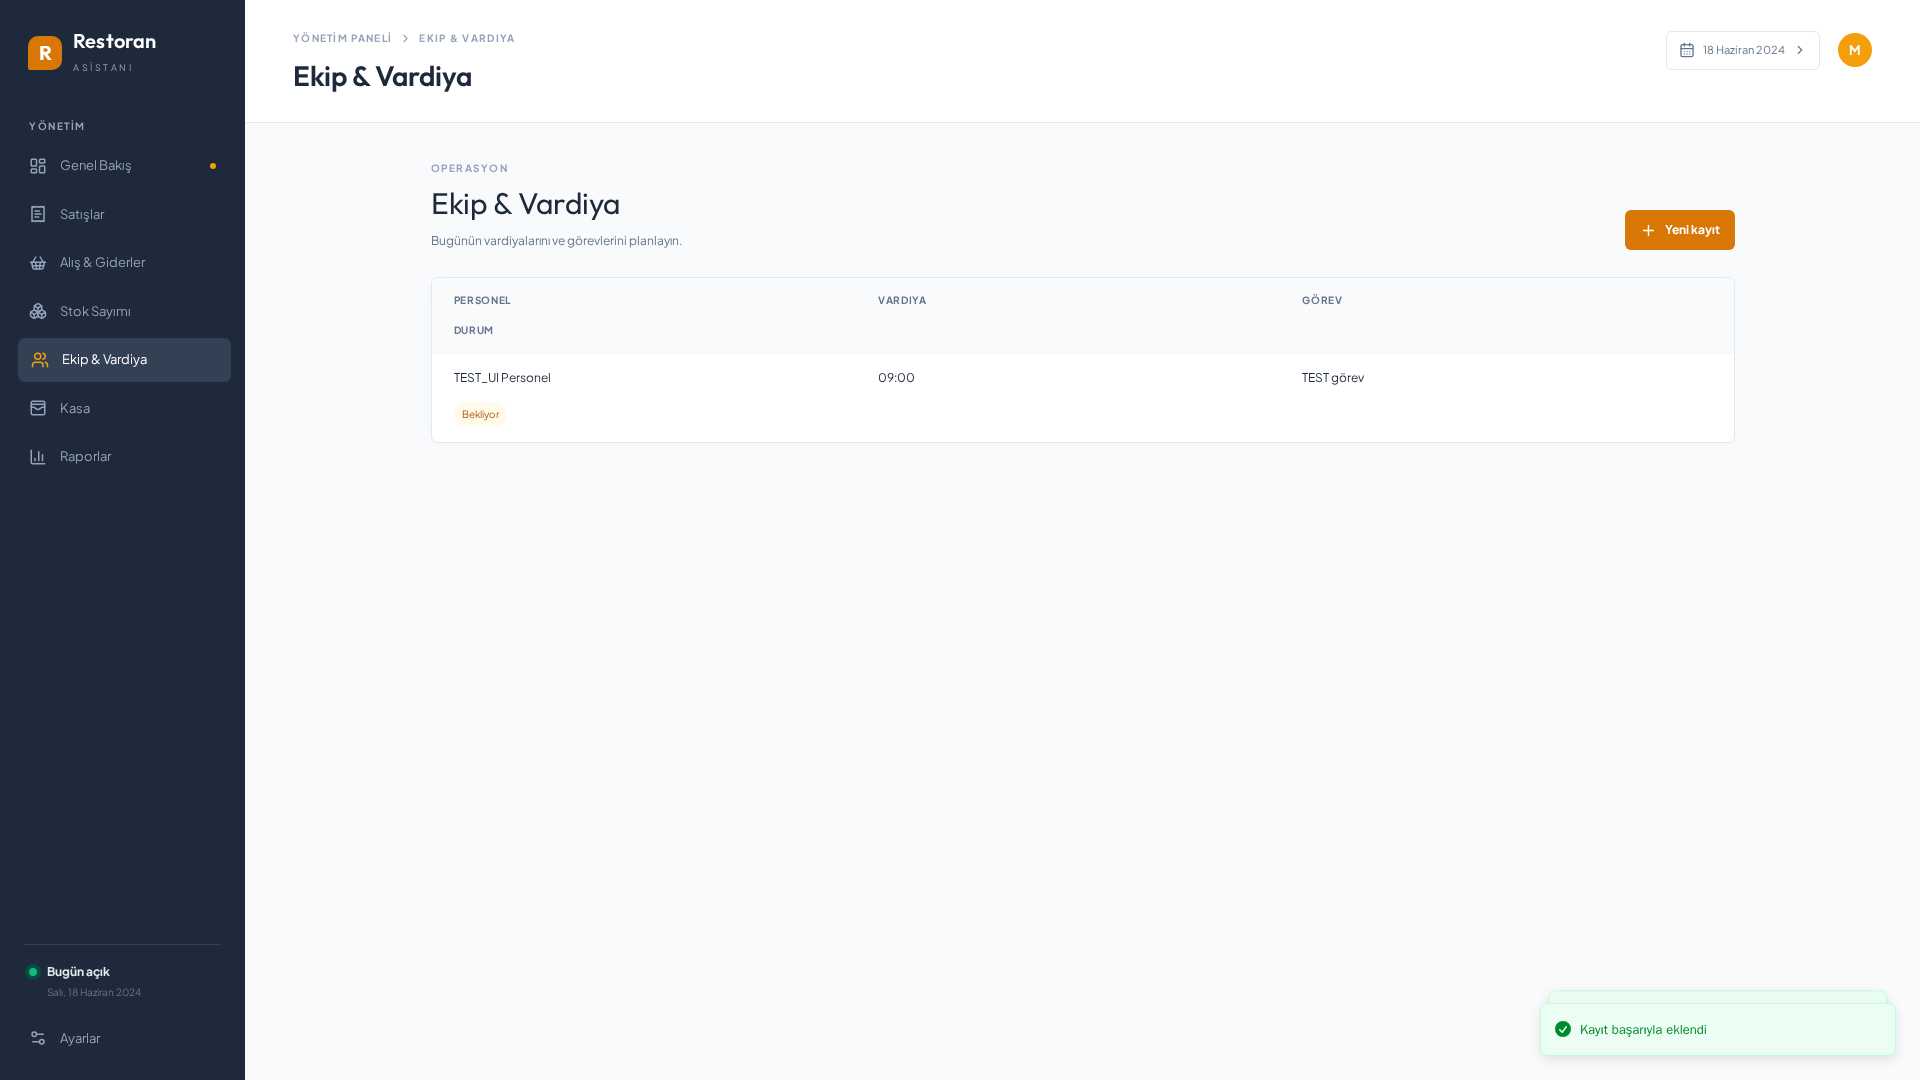 R
Restoran
ASİSTANI
YÖNETİM
Genel Bakış
Satışlar
Alış & Giderler
Stok Sayımı
Ekip & Vardiya
Kasa
Raporlar
Bugün açık
Salı, 18 Haziran 2024
Ayarlar
YÖNETİM PANELİ > EKIP & VARDIYA
Ekip & Vardiya
18 Haziran 2024
M
OPERASYON
Ekip & Vardiya
Bugünün vardiyalarını ve görevlerini planlayın.
Yeni kayıt
PERSONEL VARDIYA GÖREV
DURUM
TEST_UI Personel 09:00 TEST görev
Bekliyor
Kayıt başarıyla eklendi